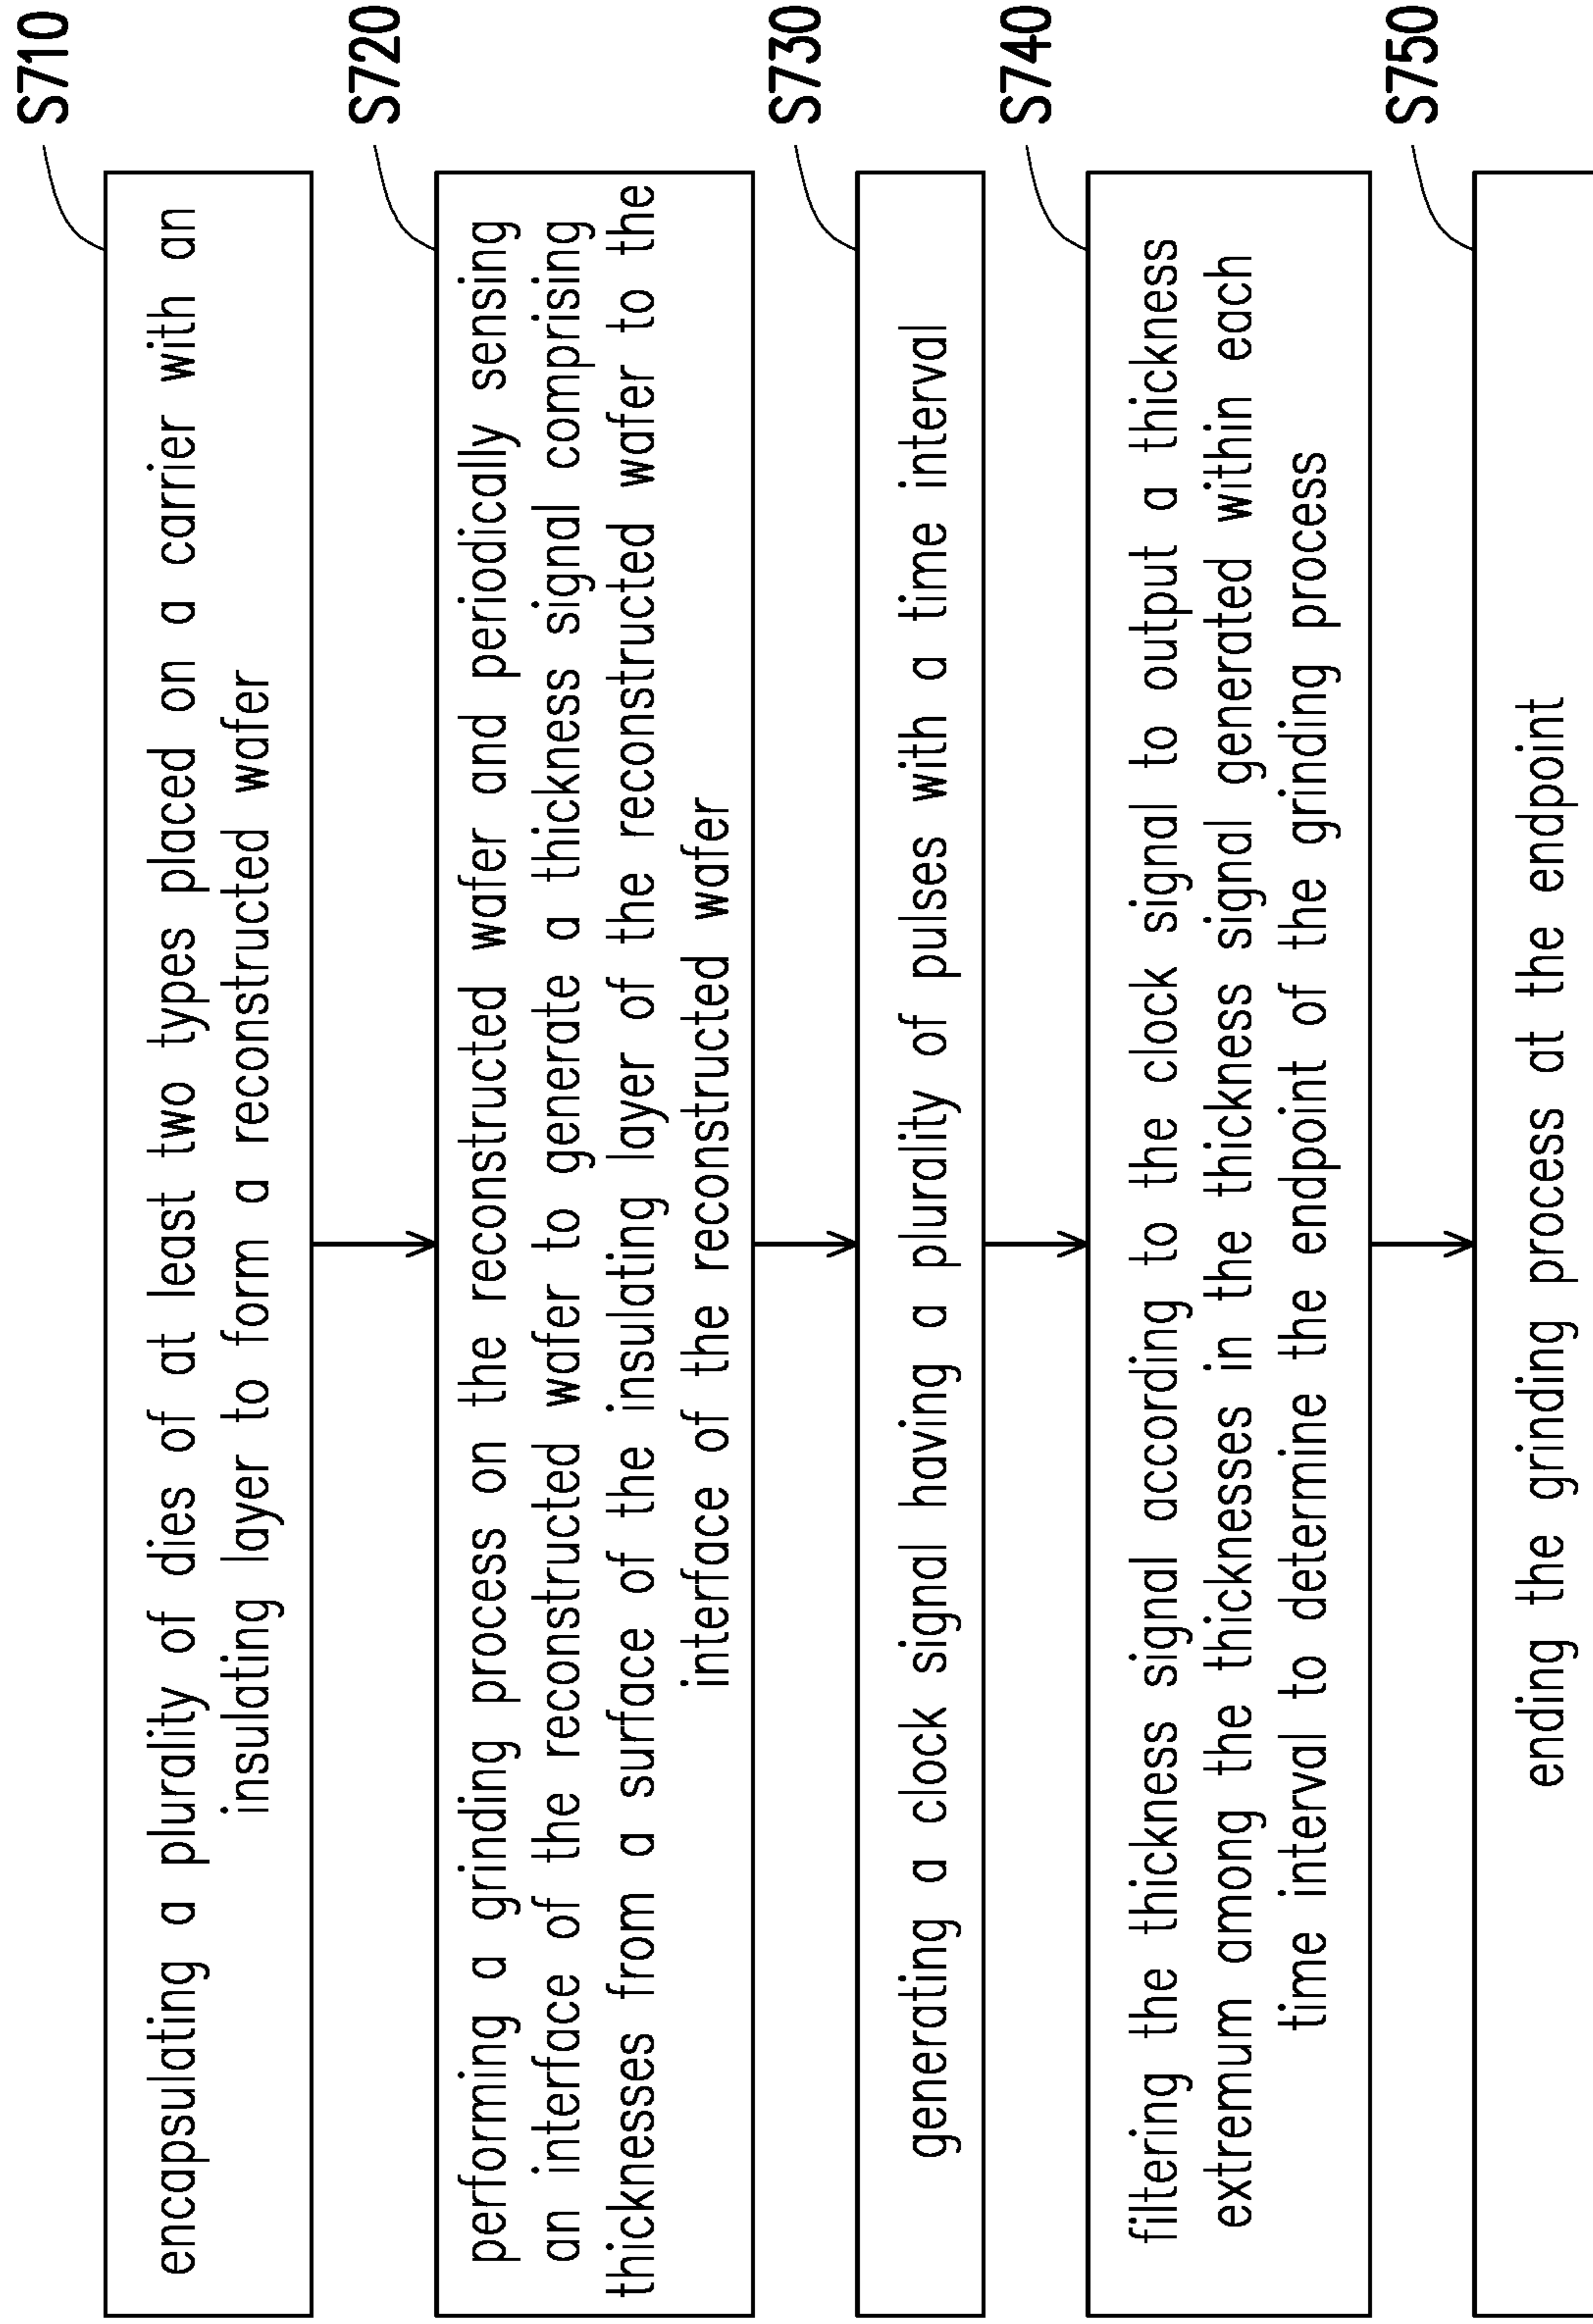 S710
encapsulating a plurality of dies of at least two types placed on a carrier with an
insulating layer to form a reconstructed wafer
S720
performing a grinding process on the reconstructed wafer and periodically sensing
an interface of the reconstructed wafer to generate a thickness signal comprising
thicknesses from a surface of the insulating layer of the reconstructed wafer to the
interface of the reconstructed wafer
S730
generating a clock signal having a plurality of pulses with a time interval
S740
filtering the thickness signal according to the clock signal to output a thickness
extremum among the thicknesses in the thickness signal generated within each
time interval to determine the endpoint of the grinding process
S750
ending the grinding process at the endpoint